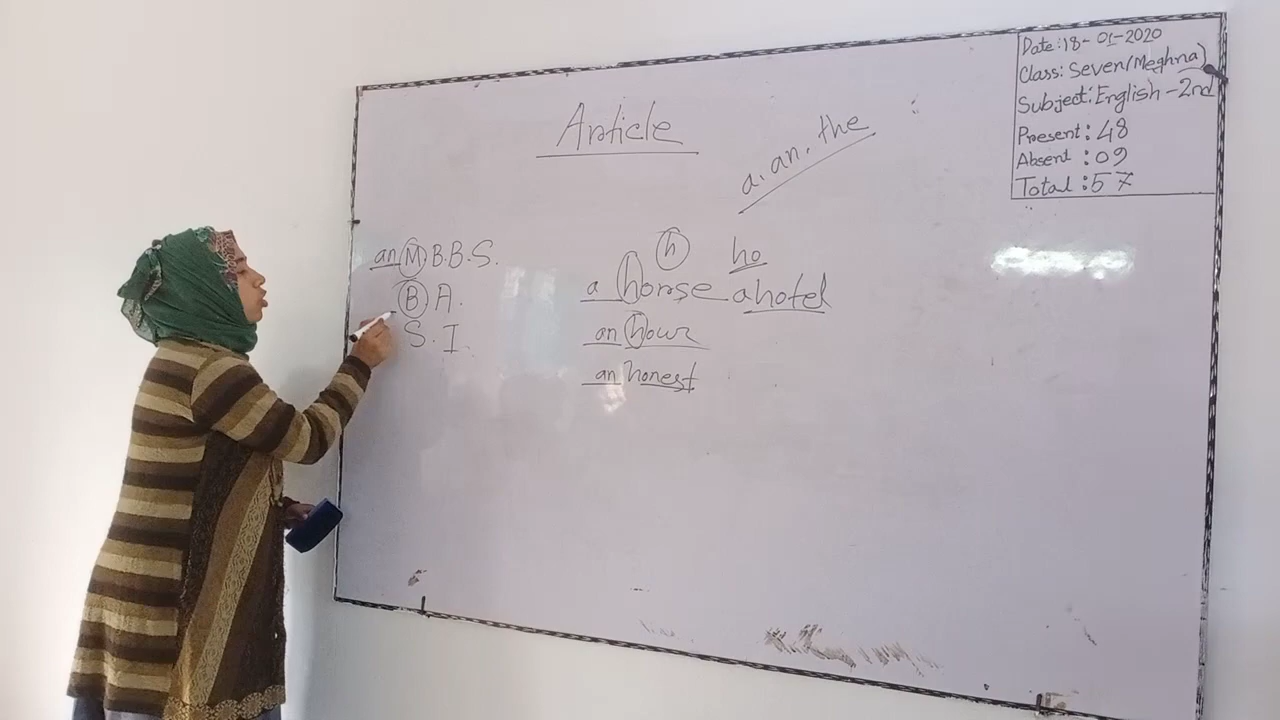 Article
a, an, the
Date: 18-01-2020
Class: Seven (Meghna)
Subject: English-2nd
Present: 48
Absent: 09
Total: 57
an M.B.B.S.
B A.
S. I.
h ho
a horse a hotel
an hour
an honest